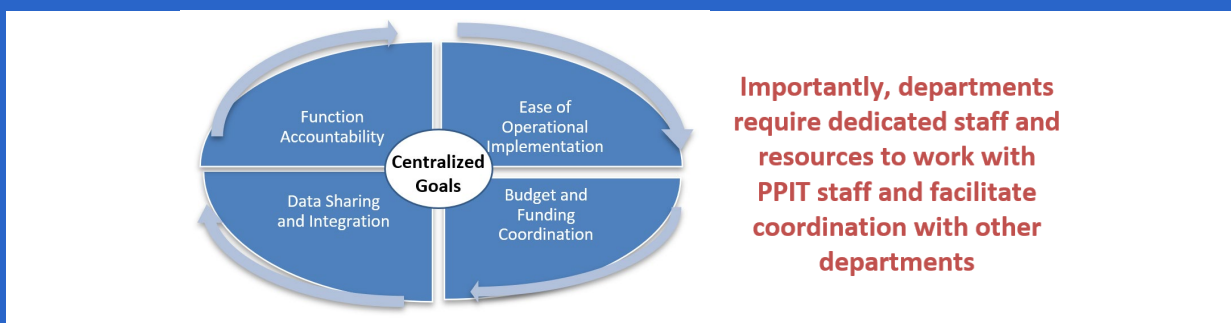 Function
Accountability
Ease of
Operational
Implementation
Centralized
Goals
Data Sharing
and Integration
Budget and
Funding
Coordination
Importantly, departments
require dedicated staff and
resources to work with
PPIT staff and facilitate
coordination with other
departments